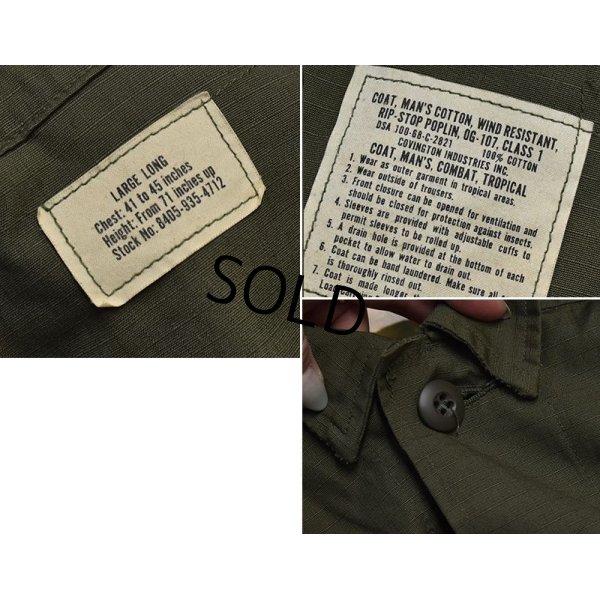 LARGE LONG
Chest: 41 to 45 inches
Height: From 71 inches up
Stock No: 8405-935-4712
COAT, MAN'S COTTON, WIND RESISTANT,
RIP-STOP POPLIN, OG-107, CLASS 1
DSA 100-68-C-2821 100% COTTON
COVINGTON INDUSTRIES INC.
COAT, MAN'S, COMBAT, TROPICAL
1. Wear as outer garment in tropical areas.
2. Wear outside of trousers.
3. Front closure can be opened for ventilation and
should be closed for protection against insects.
4. Sleeves are provided with adjustable cuffs to
permit sleeves to be rolled up.
5. A drain hole is provided at the bottom of each
pocket to allow water to drain out.
6. Coat can be hand laundered. Make sure all
is thoroughly rinsed out.
7. Coat is made longer
SOLD